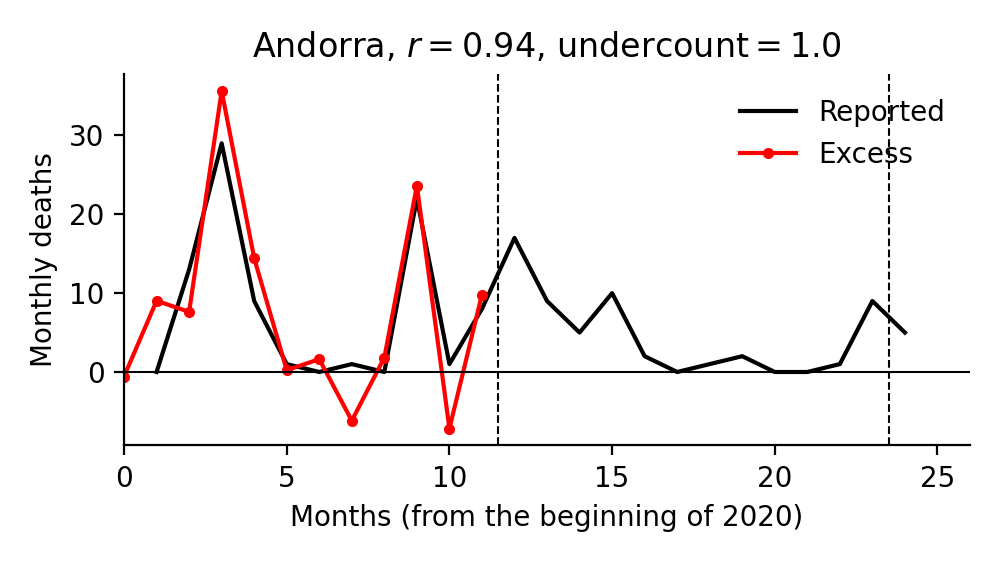 Andorra, r = 0.94, undercount = 1.0
Monthly deaths
30
20
10
0
Reported
Excess
0 5 10 15 20 25
Months (from the beginning of 2020)